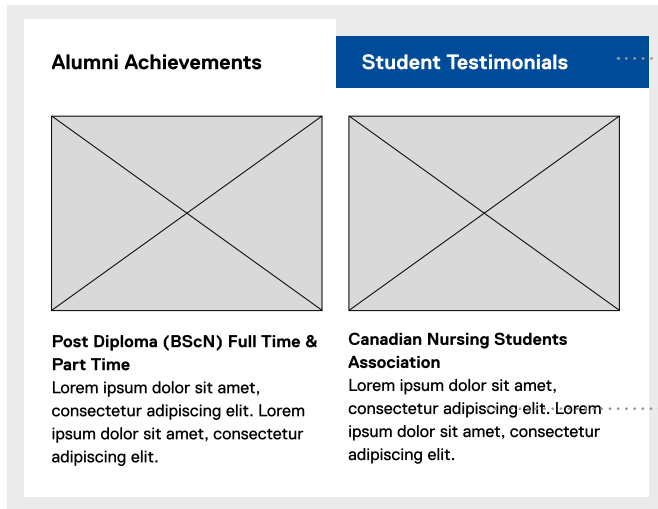 Alumni Achievements
Student Testimonials
Post Diploma (BScN) Full Time &
Part Time
Lorem ipsum dolor sit amet,
consectetur adipiscing elit. Lorem
ipsum dolor sit amet, consectetur
adipiscing elit.
Canadian Nursing Students
Association
Lorem ipsum dolor sit amet,
consectetur adipiscing elit. Lorem
ipsum dolor sit amet, consectetur
adipiscing elit.